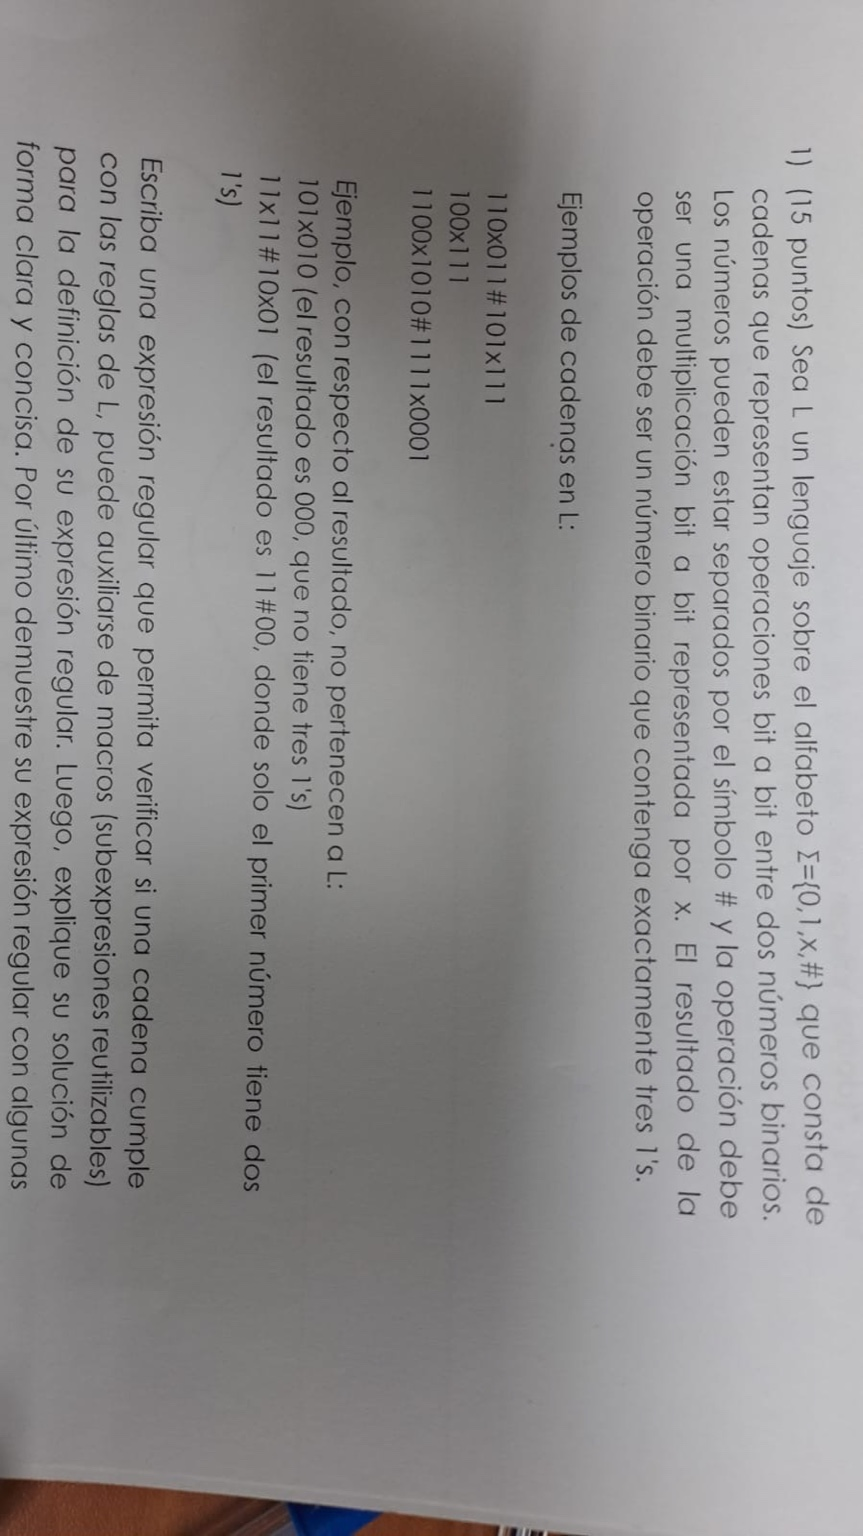 1) (15 puntos) Sea L un lenguaje sobre el alfabeto Σ={0,1,x,#} que consta de
cadenas que representan operaciones bit a bit entre dos números binarios.
Los números pueden estar separados por el símbolo # y la operación debe
ser una multiplicación bit a bit representada por x. El resultado de la
operación debe ser un número binario que contenga exactamente tres 1's.
Ejemplos de cadenas en L:
110x011#101x111
100x111
1100x1010#1111x0001
Ejemplo, con respecto al resultado, no pertenecen a L:
101x010 (el resultado es 000, que no tiene tres 1's)
11x11#10x01 (el resultado es 11#00, donde solo el primer número tiene dos
1's)
Escriba una expresión regular que permita verificar si una cadena cumple
con las reglas de L, puede auxiliarse de macros (subexpresiones reutilizables)
para la definición de su expresión regular. Luego, explique su solución de
forma clara y concisa. Por último demuestre su expresión regular con algunas